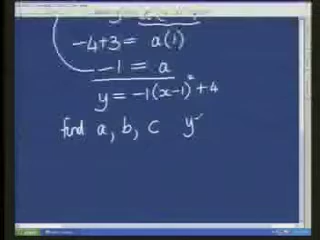 -4+3 = a(1)
-1 = a
y = -1(x-1)² + 4
find a, b, c y